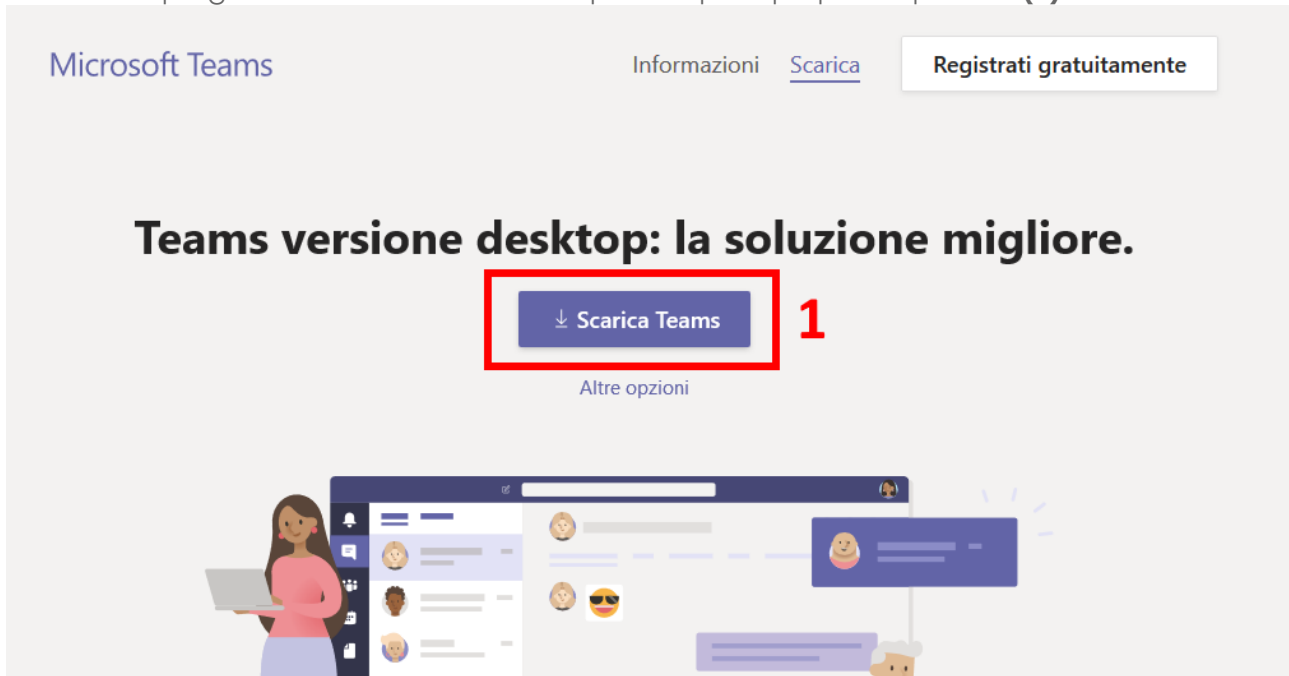 Microsoft Teams
Informazioni Scarica Registrati gratuitamente
Teams versione desktop: la soluzione migliore.
Scarica Teams 1
Altre opzioni